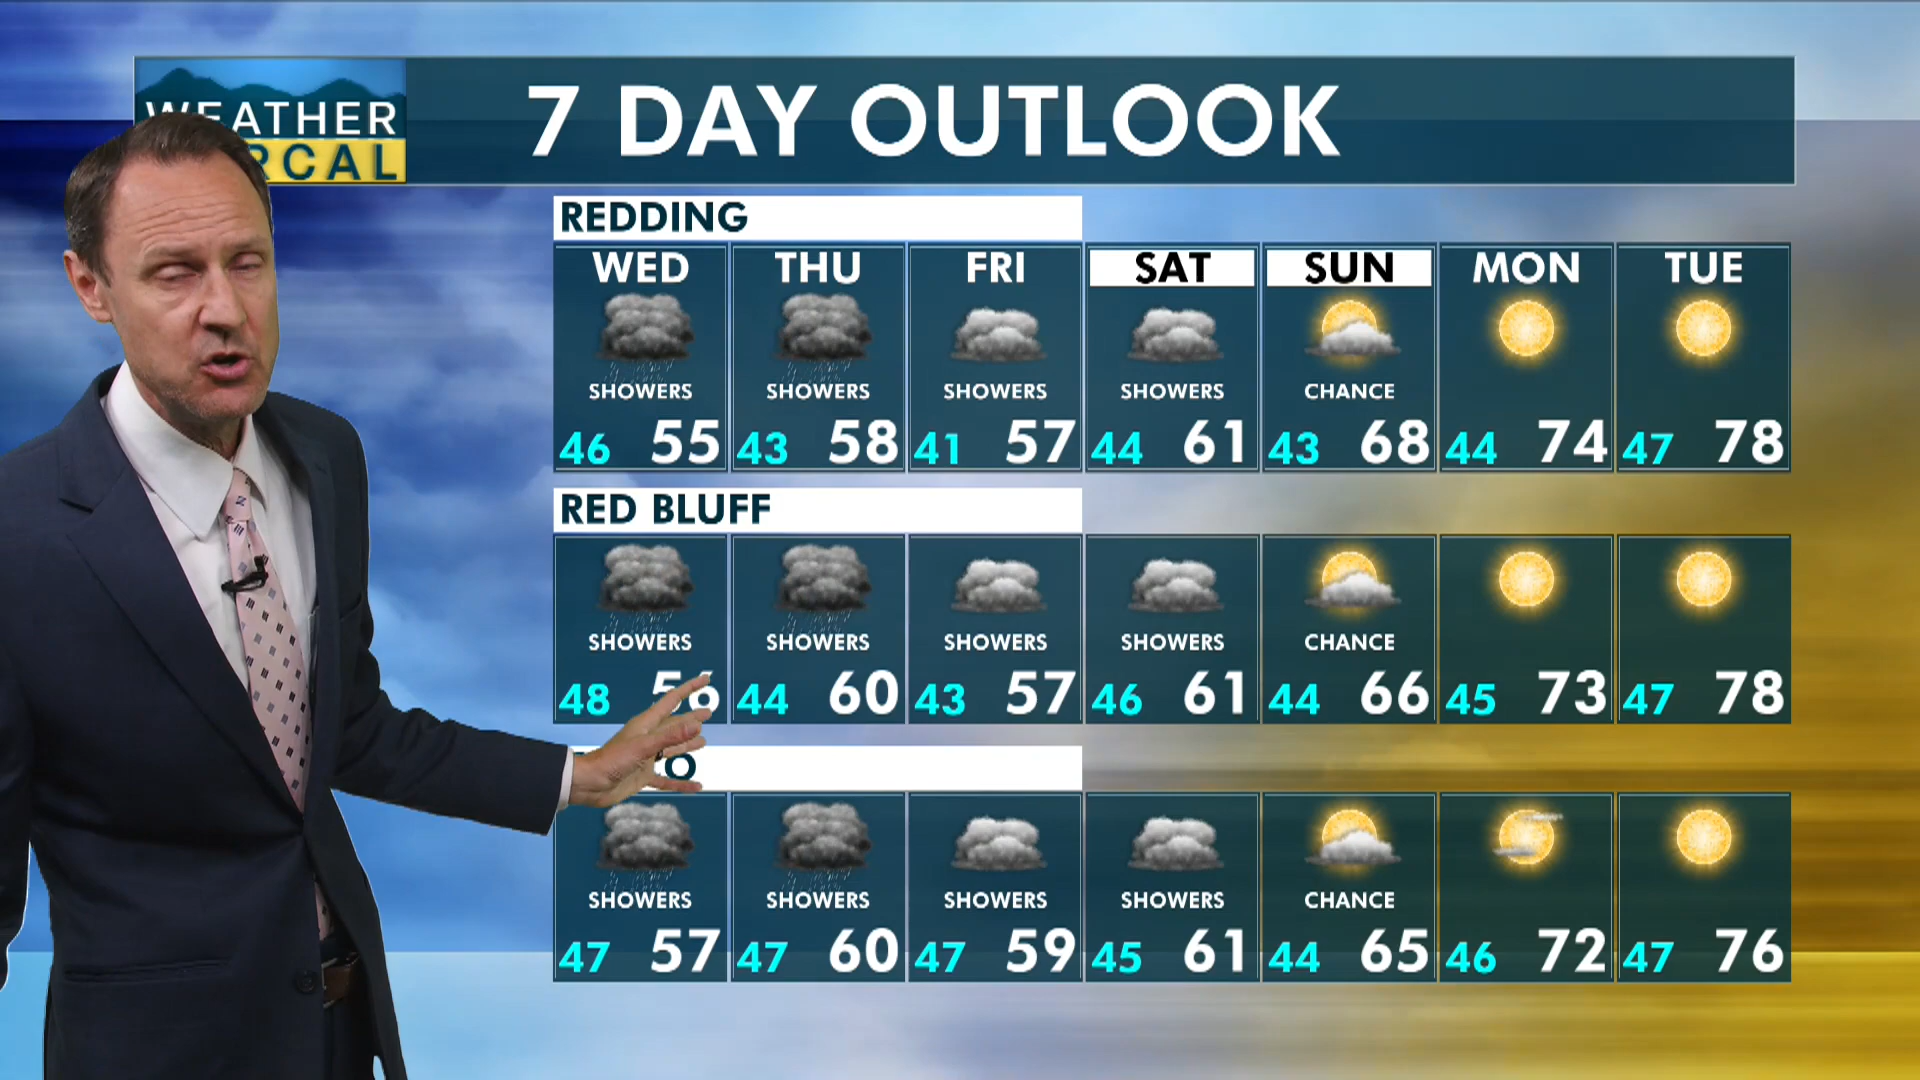 WEATHER
RCAL
7 DAY OUTLOOK
REDDING
WED THU FRI SAT SUN MON TUE
SHOWERS SHOWERS SHOWERS SHOWERS CHANCE
46 55 43 58 41 57 44 61 43 68 44 74 47 78
RED BLUFF
SHOWERS SHOWERS SHOWERS SHOWERS CHANCE
48 56 44 60 43 57 46 61 44 66 45 73 47 78
SHOWERS SHOWERS SHOWERS SHOWERS CHANCE
47 57 47 60 47 59 45 61 44 65 46 72 47 76